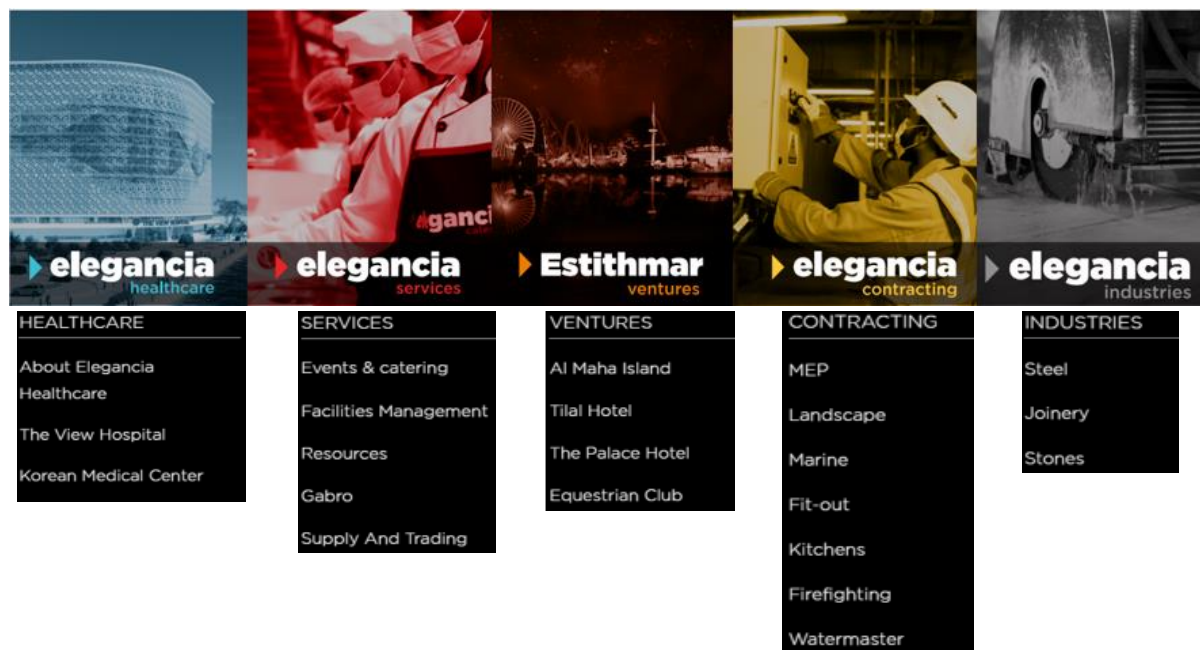 eleganci
elegancia
healthcare
elegancia
services
Estithmar
ventures
elegancia
contracting
elegancia
industries
HEALTHCARE
About Elegancia
Healthcare
The View Hospital
Korean Medical Center
SERVICES
Events & catering
Facilities Management
Resources
Gabro
Supply And Trading
VENTURES
Al Maha Island
Tilal Hotel
The Palace Hotel
Equestrian Club
CONTRACTING
MEP
Landscape
Marine
Fit-out
Kitchens
Firefighting
Watermaster
INDUSTRIES
Steel
Joinery
Stones